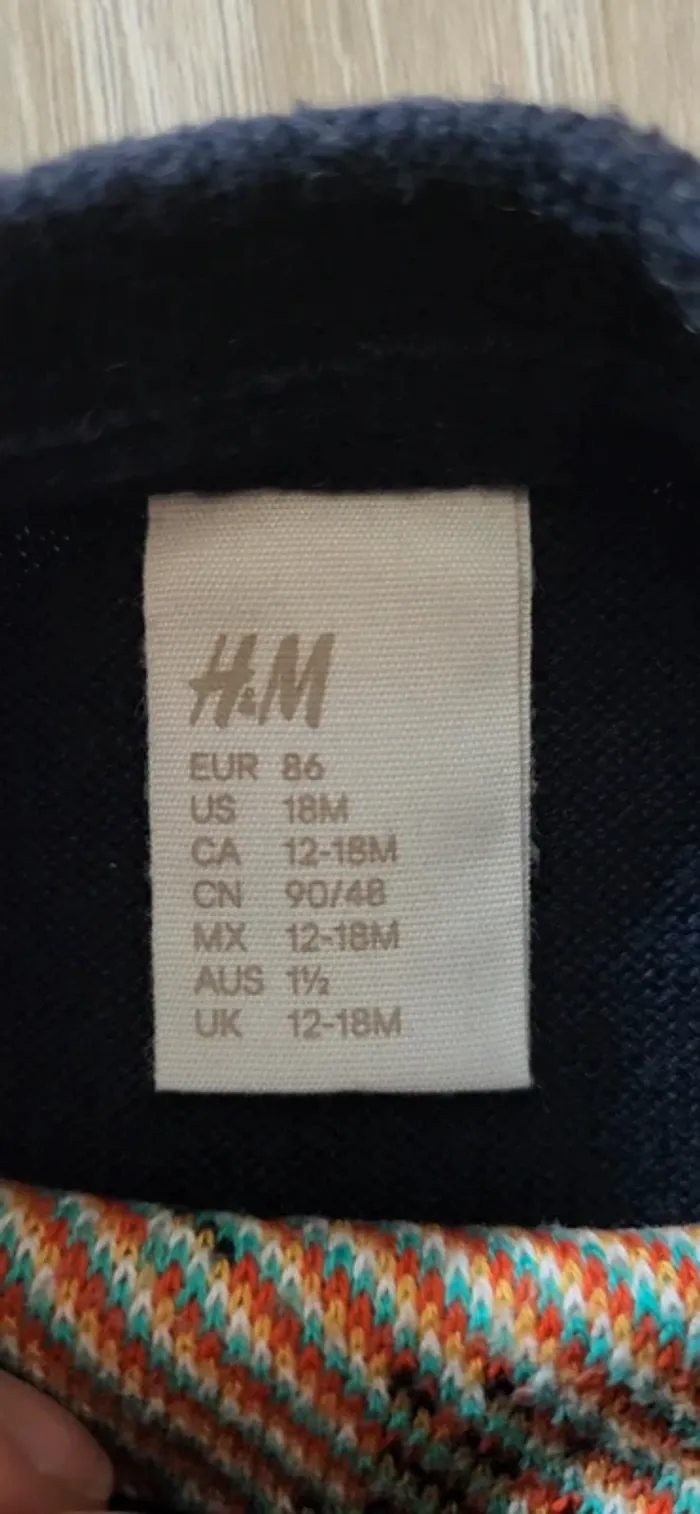 H&M
EUR 86
US 18M
CA 12-18M
CN 90/48
MX 12-18M
AUS 1½
UK 12-18M